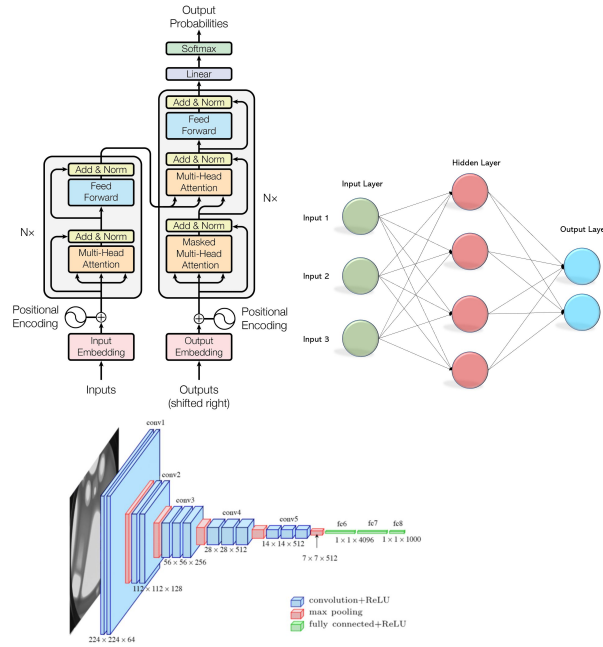 Output
Probabilities
Softmax
Linear
Add & Norm
Feed
Forward
Add & Norm
Multi-Head
Attention
Add & Norm
Masked
Multi-Head
Attention
N×
Add & Norm
Feed
Forward
Add & Norm
Multi-Head
Attention
N×
Positional
Encoding
Positional
Encoding
Input
Embedding
Output
Embedding
Inputs
Outputs
(shifted right)
Input Layer
Hidden Layer
Output Laye
Input 1
Input 2
Input 3
conv1
conv2
conv3
conv4
conv5
fc6
fc7
fc8
1 × 1 × 4096
1 × 1 × 1000
7 × 7 × 512
14 × 14 × 512
28 × 28 × 512
56 × 56 × 256
112 × 112 × 128
224 × 224 × 64
convolution+ReLU
max pooling
fully connected+ReLU